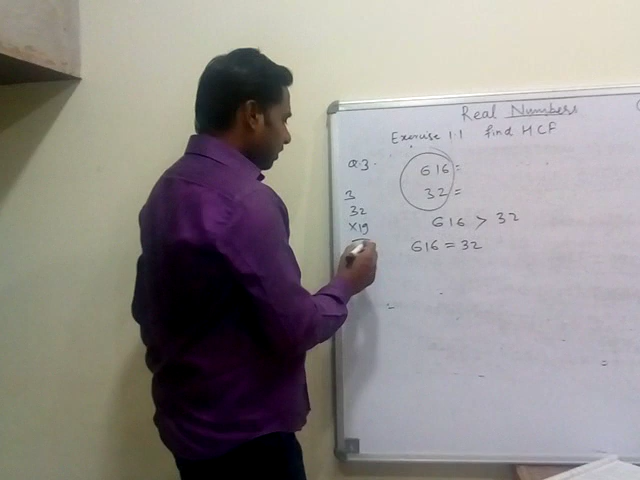 Real Numbers
Exercise 1.1 find HCF
Q.3.
616 =
32 =
616 > 32
616 = 32
3
32
x19